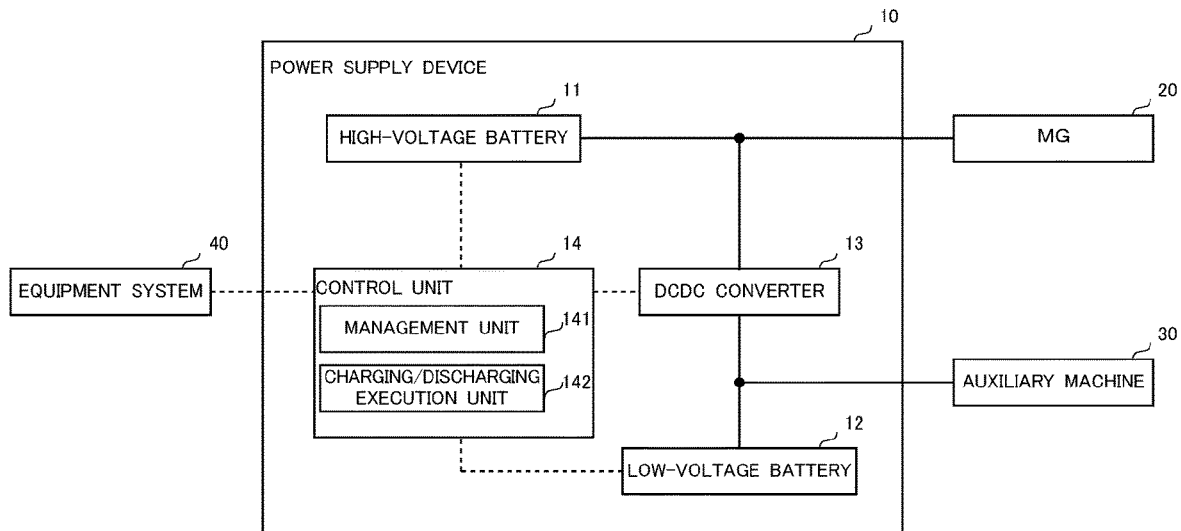 10
POWER SUPPLY DEVICE
11
HIGH-VOLTAGE BATTERY
20
MG
40
EQUIPMENT SYSTEM
14
CONTROL UNIT
MANAGEMENT UNIT
141
CHARGING/DISCHARGING
EXECUTION UNIT
142
13
DCDC CONVERTER
30
AUXILIARY MACHINE
12
LOW-VOLTAGE BATTERY